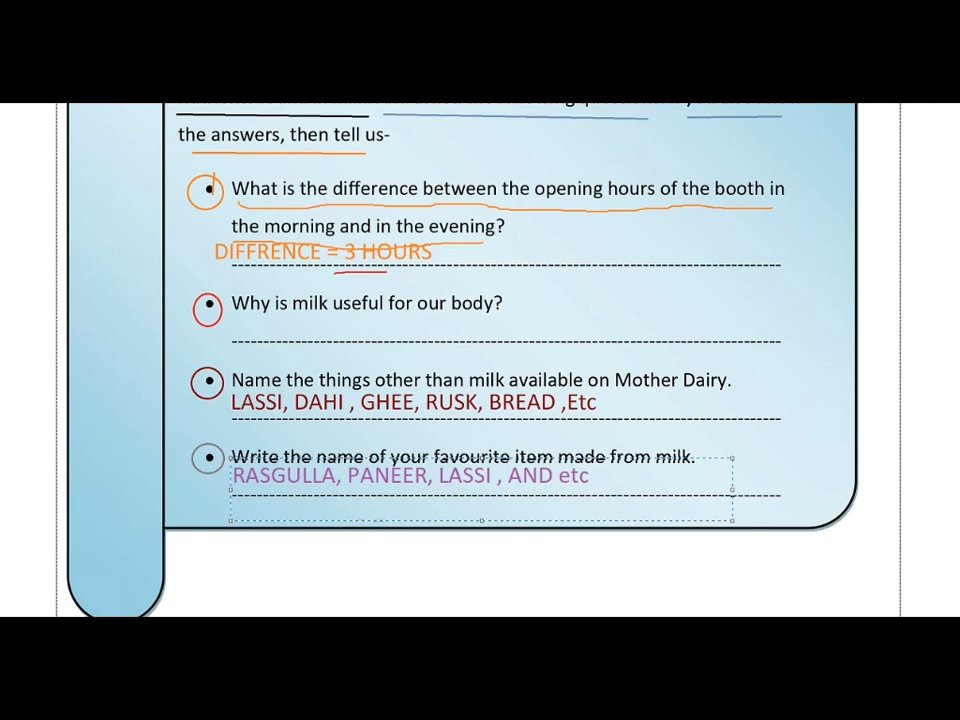 the answers, then tell us-
• What is the difference between the opening hours of the booth in
the morning and in the evening?
DIFFRENCE = 3 HOURS
• Why is milk useful for our body?
• Name the things other than milk available on Mother Dairy.
LASSI, DAHI , GHEE, RUSK, BREAD ,Etc
• Write the name of your favourite item made from milk.
RASGULLA, PANEER, LASSI , AND etc